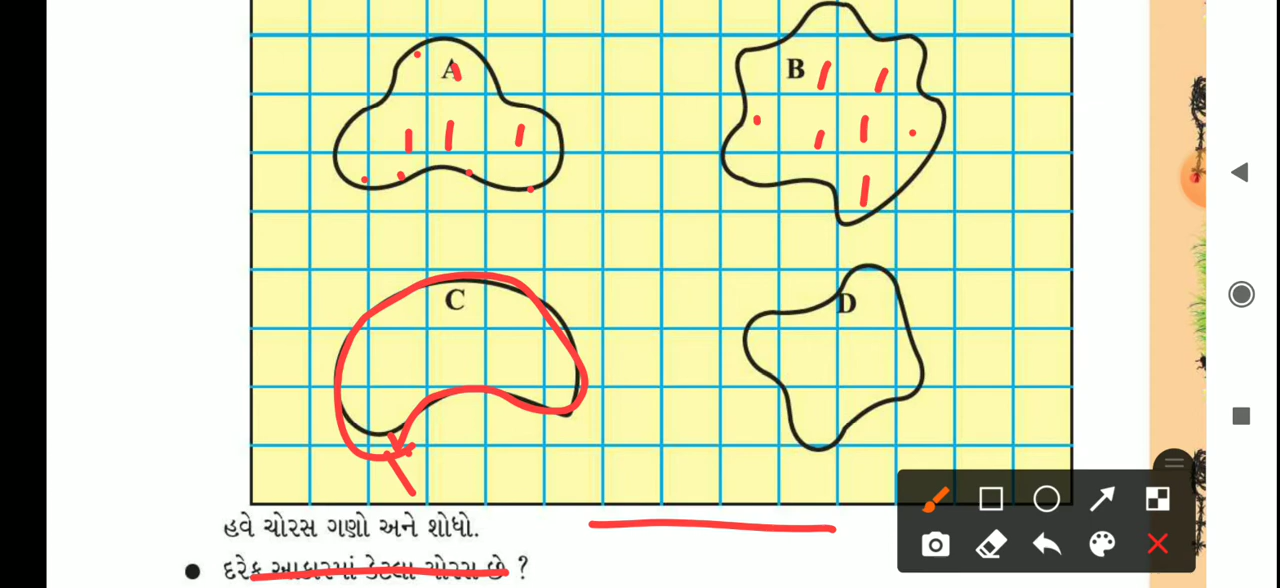 A
B
C
D
હવે ચોરસ ગણો અને શોધો.
● દરેક આકારમાં કેટલા ચોરસ છે ?